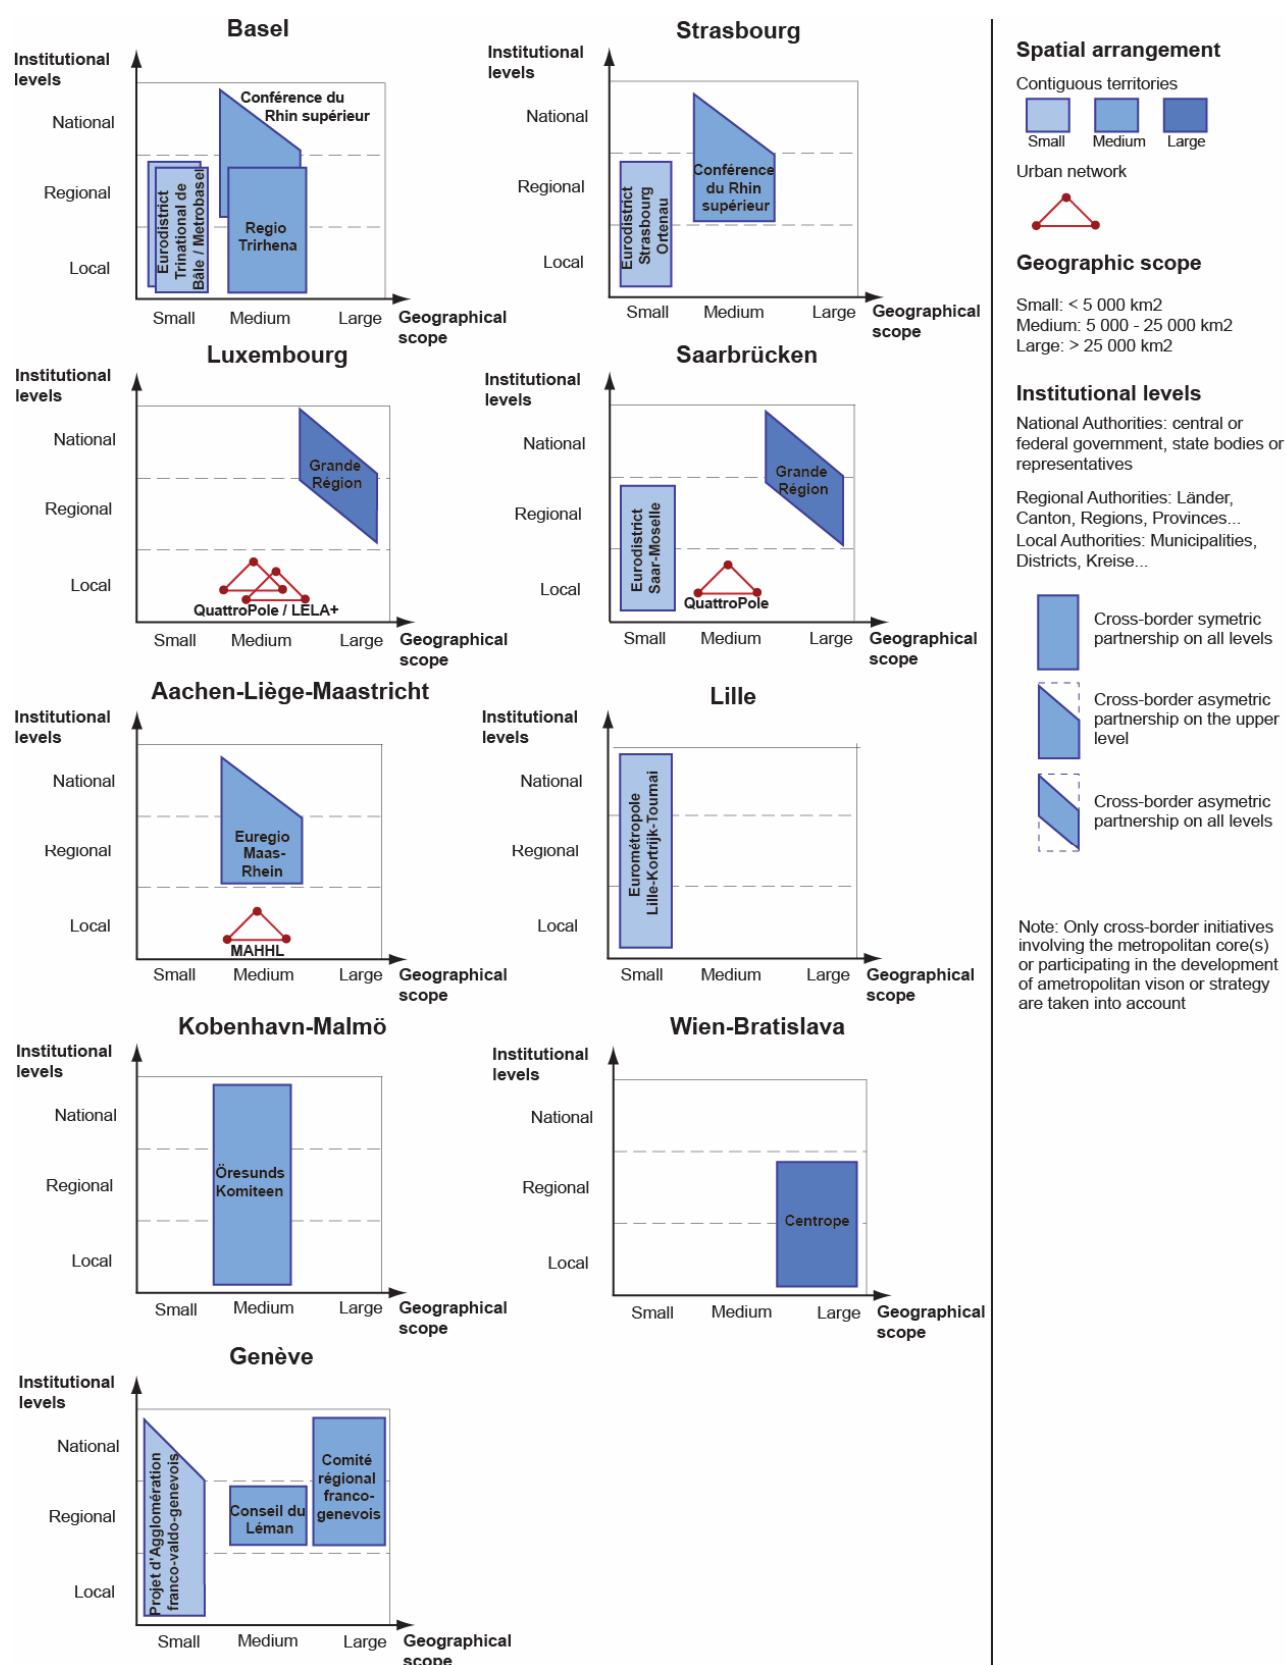 Basel
Institutional
levels
National
Regional
Local
Conférence du
Rhin supérieur
Eurodistrict
Trinational de
Bâle / Metrobasel
Regio
Trirhena
Small
Medium
Large
Geographical
scope
Strasbourg
Institutional
levels
National
Regional
Local
Eurodistrict
Strasbourg
Ortenau
Conférence
du Rhin
supérieur
Small
Medium
Large
Geographical
scope
Luxembourg
Institutional
levels
National
Regional
Local
Grande
Région
QuattroPole / LELA+
Small
Medium
Large
Geographical
scope
Saarbrücken
Institutional
levels
National
Regional
Local
Eurodistrict
Saar-Moselle
Grande
Région
QuattroPole
Small
Medium
Large
Geographical
scope
Aachen-Liège-Maastricht
Institutional
levels
National
Regional
Local
Euregio
Maas-
Rhein
MAHHL
Small
Medium
Large
Geographical
scope
Lille
Institutional
levels
National
Regional
Local
Eurométropole
Lille-Kortrijk-Tournai
Small
Medium
Large
Geographical
scope
Kobenhavn-Malmö
Institutional
levels
National
Regional
Local
Öresunds
Komiteen
Small
Medium
Large
Geographical
scope
Wien-Bratislava
Institutional
levels
National
Regional
Local
Centrope
Small
Medium
Large
Geographical
scope
Genève
Institutional
levels
National
Regional
Local
Projet d'Agglomération
franco-valdo-genevois
Conseil du
Léman
Comité
régional
franco-
genevois
Small
Medium
Large
Geographical
scope
Spatial arrangement
Contiguous territories
Small
Medium
Large
Urban network
Geographic scope
Small: < 5 000 km2
Medium: 5 000 - 25 000 km2
Large: > 25 000 km2
Institutional levels
National Authorities: central or
federal government, state bodies or
representatives
Regional Authorities: Länder,
Canton, Regions, Provinces...
Local Authorities: Municipalities,
Districts, Kreise...
Cross-border symetric
partnership on all levels
Cross-border asymetric
partnership on the upper
level
Cross-border asymetric
partnership on all levels
Note: Only cross-border initiatives
involving the metropolitan core(s)
or participating in the development
of ametropolitan vison or strategy
are taken into account